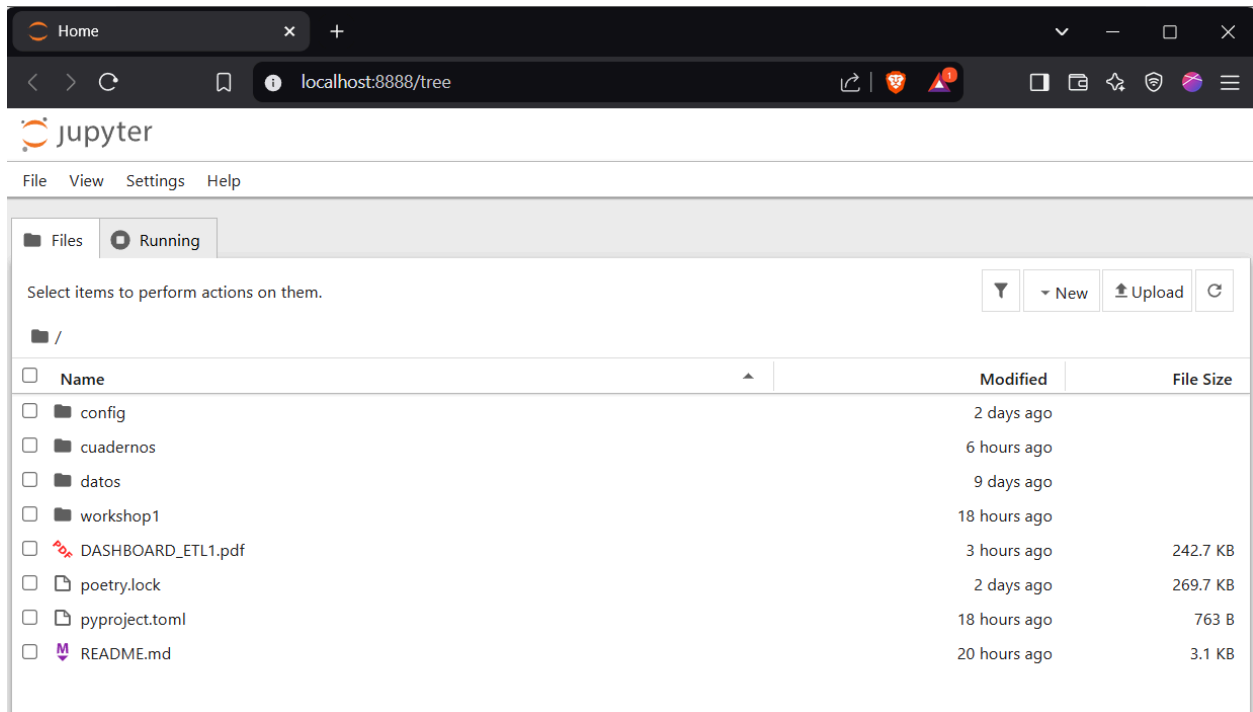 Home
localhost:8888/tree
1
jupyter
File View Settings Help
Files Running
Select items to perform actions on them.
New Upload
/
Name Modified File Size
config 2 days ago
cuadernos 6 hours ago
datos 9 days ago
workshop1 18 hours ago
PDF DASHBOARD_ETL1.pdf 3 hours ago 242.7 KB
poetry.lock 2 days ago 269.7 KB
pyproject.toml 18 hours ago 763 B
M README.md 20 hours ago 3.1 KB